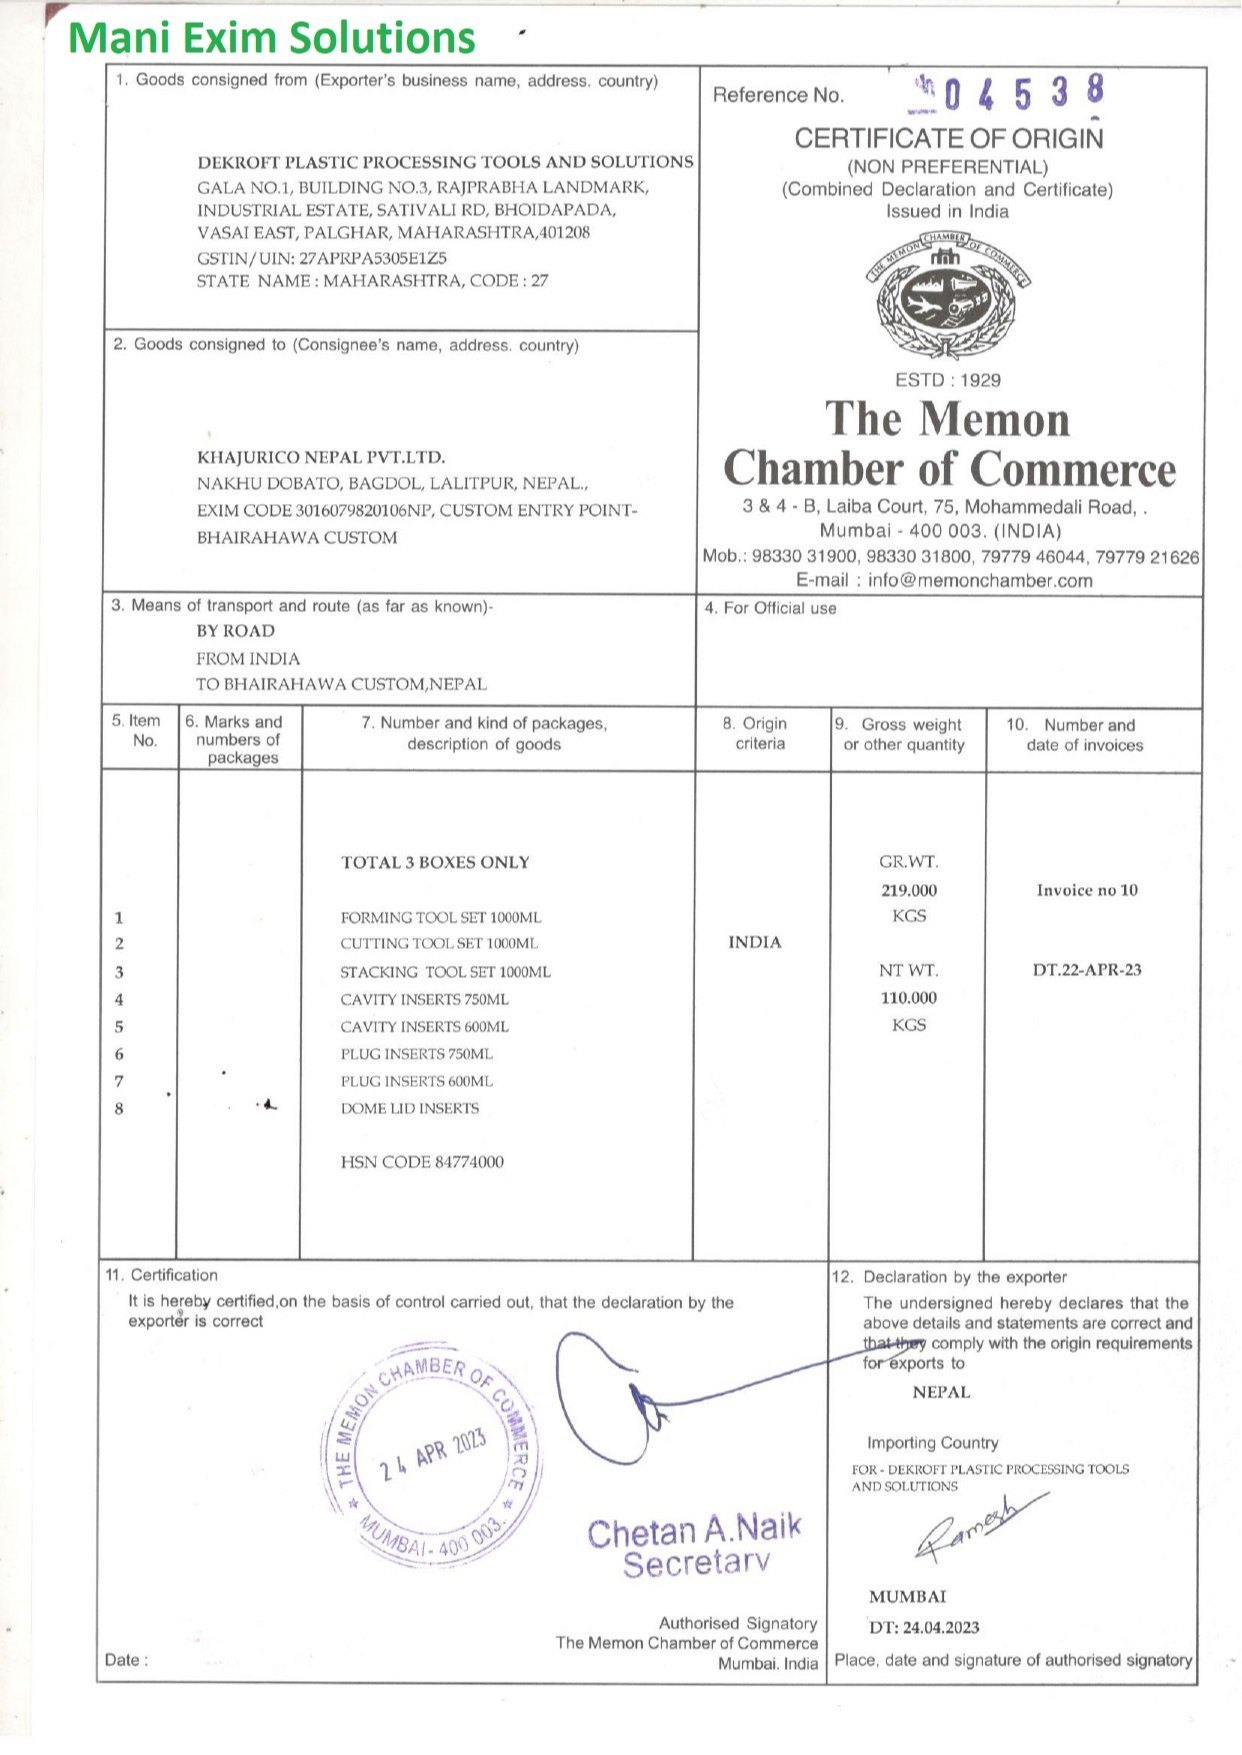 Mani Exim Solutions
1. Goods consigned from (Exporter's business name, address. country)
DEKROFT PLASTIC PROCESSING TOOLS AND SOLUTIONS
GALA NO.1, BUILDING NO.3, RAJPRABHA LANDMARK,
INDUSTRIAL ESTATE, SATIVALI RD, BHOIDAPADA,
VASAI EAST, PALGHAR, MAHARASHTRA,401208
GSTIN/UIN: 27APRPA5305E1Z5
STATE NAME : MAHARASHTRA, CODE : 27
Reference No. 04538
CERTIFICATE OF ORIGIN
(NON PREFERENTIAL)
(Combined Declaration and Certificate)
Issued in India
THE MEMON CHAMBER OF COMMERCE
ESTD : 1929
The Memon
Chamber of Commerce
3 & 4 - B, Laiba Court, 75, Mohammedali Road, .
Mumbai - 400 003. (INDIA)
Mob.: 98330 31900, 98330 31800, 79779 46044, 79779 21626
E-mail : info@memonchamber.com
2. Goods consigned to (Consignee's name, address. country)
KHAJURICO NEPAL PVT.LTD.
NAKHU DOBATO, BAGDOL, LALITPUR, NEPAL.,
EXIM CODE 3016079820106NP, CUSTOM ENTRY POINT-
BHAIRAHAWA CUSTOM
3. Means of transport and route (as far as known)-
BY ROAD
FROM INDIA
TO BHAIRAHAWA CUSTOM,NEPAL
4. For Official use
5. Item
No.
6. Marks and
numbers of
packages
7. Number and kind of packages,
description of goods
8. Origin
criteria
9. Gross weight
or other quantity
10. Number and
date of invoices
TOTAL 3 BOXES ONLY
1 FORMING TOOL SET 1000ML
2 CUTTING TOOL SET 1000ML
3 STACKING TOOL SET 1000ML
4 CAVITY INSERTS 750ML
5 CAVITY INSERTS 600ML
6 PLUG INSERTS 750ML
7 PLUG INSERTS 600ML
8 DOME LID INSERTS
HSN CODE 84774000
INDIA
GR.WT.
219.000
KGS
NT WT.
110.000
KGS
Invoice no 10
DT.22-APR-23
11. Certification
It is hereby certified,on the basis of control carried out, that the declaration by the
exporter is correct
THE MEMON CHAMBER OF COMMERCE
24 APR 2023
MUMBAI - 400 003.
Chetan A.Naik
Secretary
Authorised Signatory
The Memon Chamber of Commerce
Mumbai. India
Date :
12. Declaration by the exporter
The undersigned hereby declares that the
above details and statements are correct and
that they comply with the origin requirements
for exports to
NEPAL
Importing Country
FOR - DEKROFT PLASTIC PROCESSING TOOLS
AND SOLUTIONS
Ramesh
MUMBAI
DT: 24.04.2023
Place, date and signature of authorised signatory